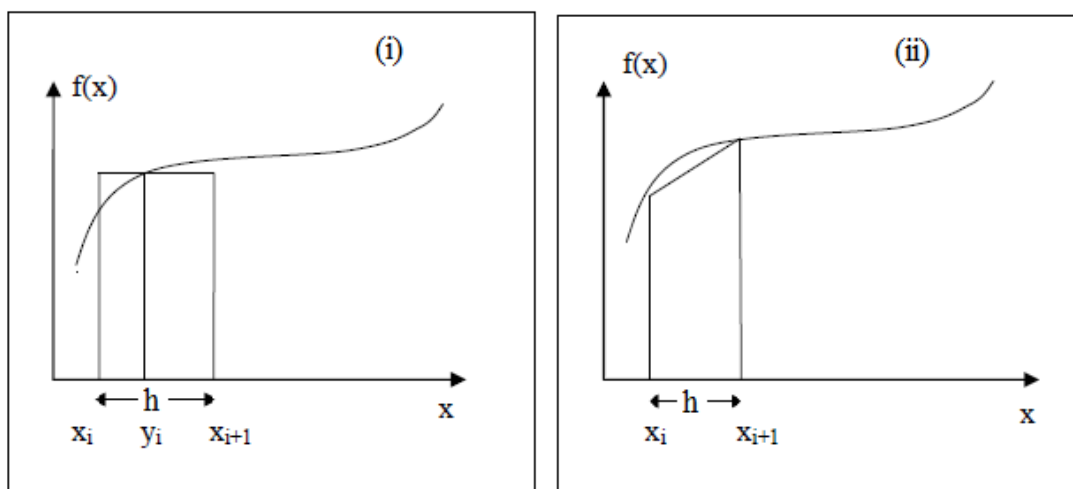 (i)
f(x)
h
x
xᵢ yᵢ xᵢ₊₁
(ii)
f(x)
h
x
xᵢ xᵢ₊₁